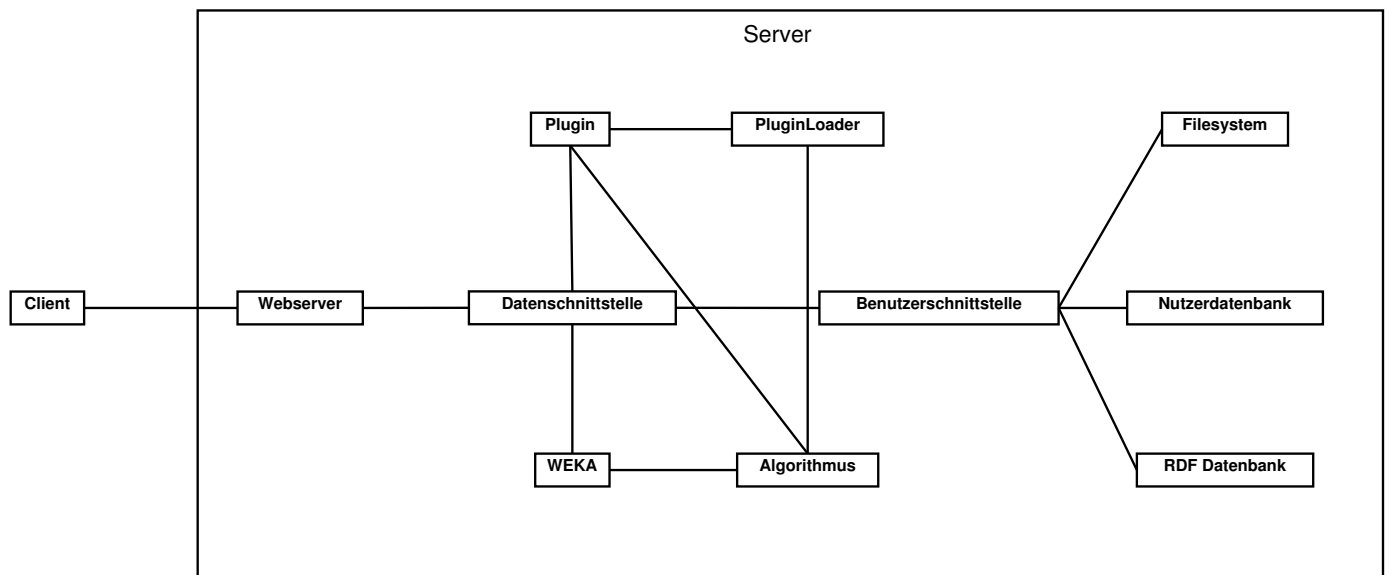 Server
Plugin
PluginLoader
Filesystem
Client
Webserver
Datenschnittstelle
Benutzerschnittstelle
Nutzerdatenbank
WEKA
Algorithmus
RDF Datenbank